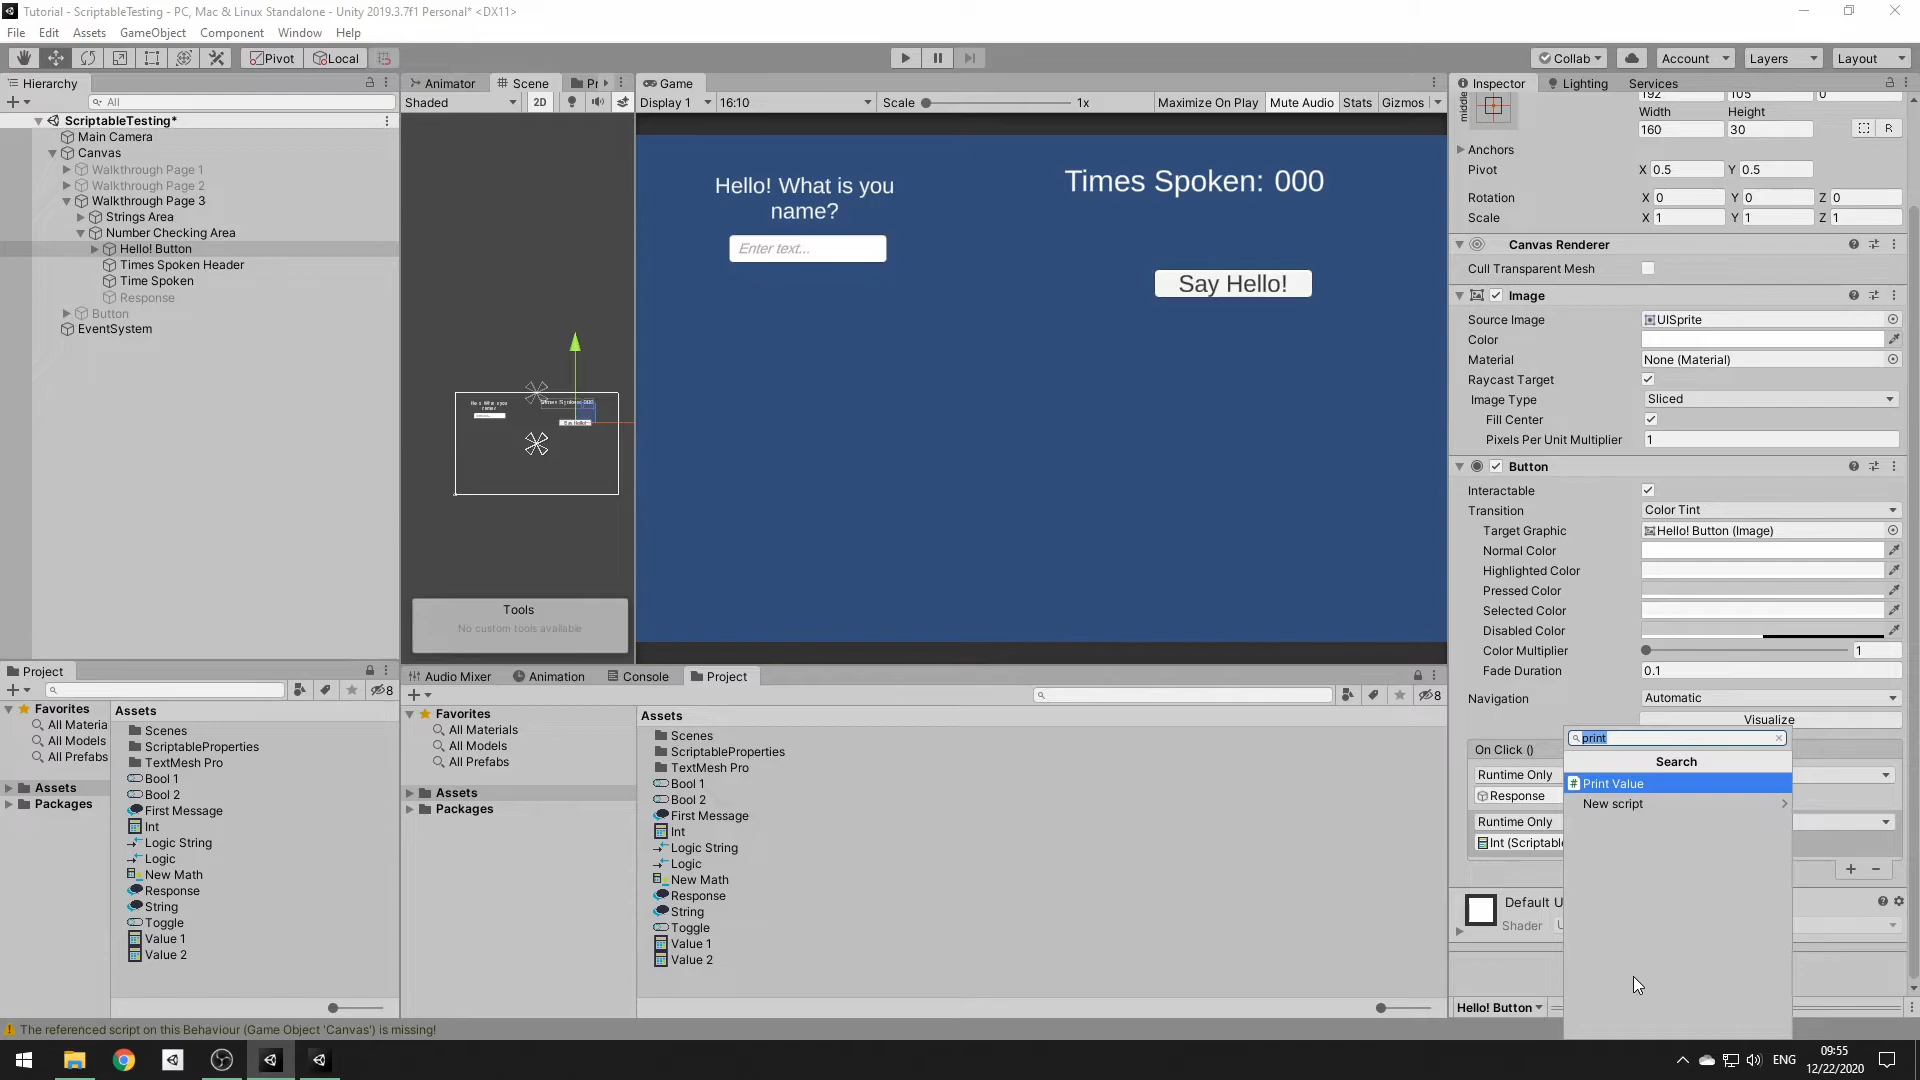 Tutorial - ScriptableTesting - PC, Mac & Linux Standalone - Unity 2019.3.7f1 Personal* <DX11>
File Edit Assets GameObject Component Window Help
Pivot Local Collab Account Layers Layout
Hierarchy
All
ScriptableTesting*
Main Camera
Canvas
Walkthrough Page 1
Walkthrough Page 2
Walkthrough Page 3
Strings Area
Number Checking Area
Hello! Button
Times Spoken Header
Time Spoken
Response
Button
EventSystem
Animator Scene Pr
Shaded 2D
Tools
No custom tools available
Game
Display 1 16:10 Scale 1x Maximize On Play Mute Audio Stats Gizmos
Hello! What is you
name?
Enter text...
Times Spoken: 000
Say Hello!
Inspector Lighting Services
middle
192 105 0
Width Height
160 30 R
Anchors
Pivot X 0.5 Y 0.5
Rotation X 0 Y 0 Z 0
Scale X 1 Y 1 Z 1
Canvas Renderer
Cull Transparent Mesh
Image
Source Image UISprite
Color
Material None (Material)
Raycast Target
Image Type Sliced
Fill Center
Pixels Per Unit Multiplier 1
Button
Interactable
Transition Color Tint
Target Graphic Hello! Button (Image)
Normal Color
Highlighted Color
Pressed Color
Selected Color
Disabled Color
Color Multiplier 1
Fade Duration 0.1
Navigation Automatic
Visualize
On Click ()
Runtime Only
Response
Runtime Only
Int (Scriptable
print
Search
Print Value
New script
Default U
Shader
Hello! Button
Project
8
Favorites
All Materia
All Models
All Prefabs
Assets
Packages
Assets
Scenes
ScriptableProperties
TextMesh Pro
Bool 1
Bool 2
First Message
Int
Logic String
Logic
New Math
Response
String
Toggle
Value 1
Value 2
Audio Mixer Animation Console Project
8
Favorites
All Materials
All Models
All Prefabs
Assets
Packages
Assets
Scenes
ScriptableProperties
TextMesh Pro
Bool 1
Bool 2
First Message
Int
Logic String
Logic
New Math
Response
String
Toggle
Value 1
Value 2
The referenced script on this Behaviour (Game Object 'Canvas') is missing!
ENG
09:55
12/22/2020